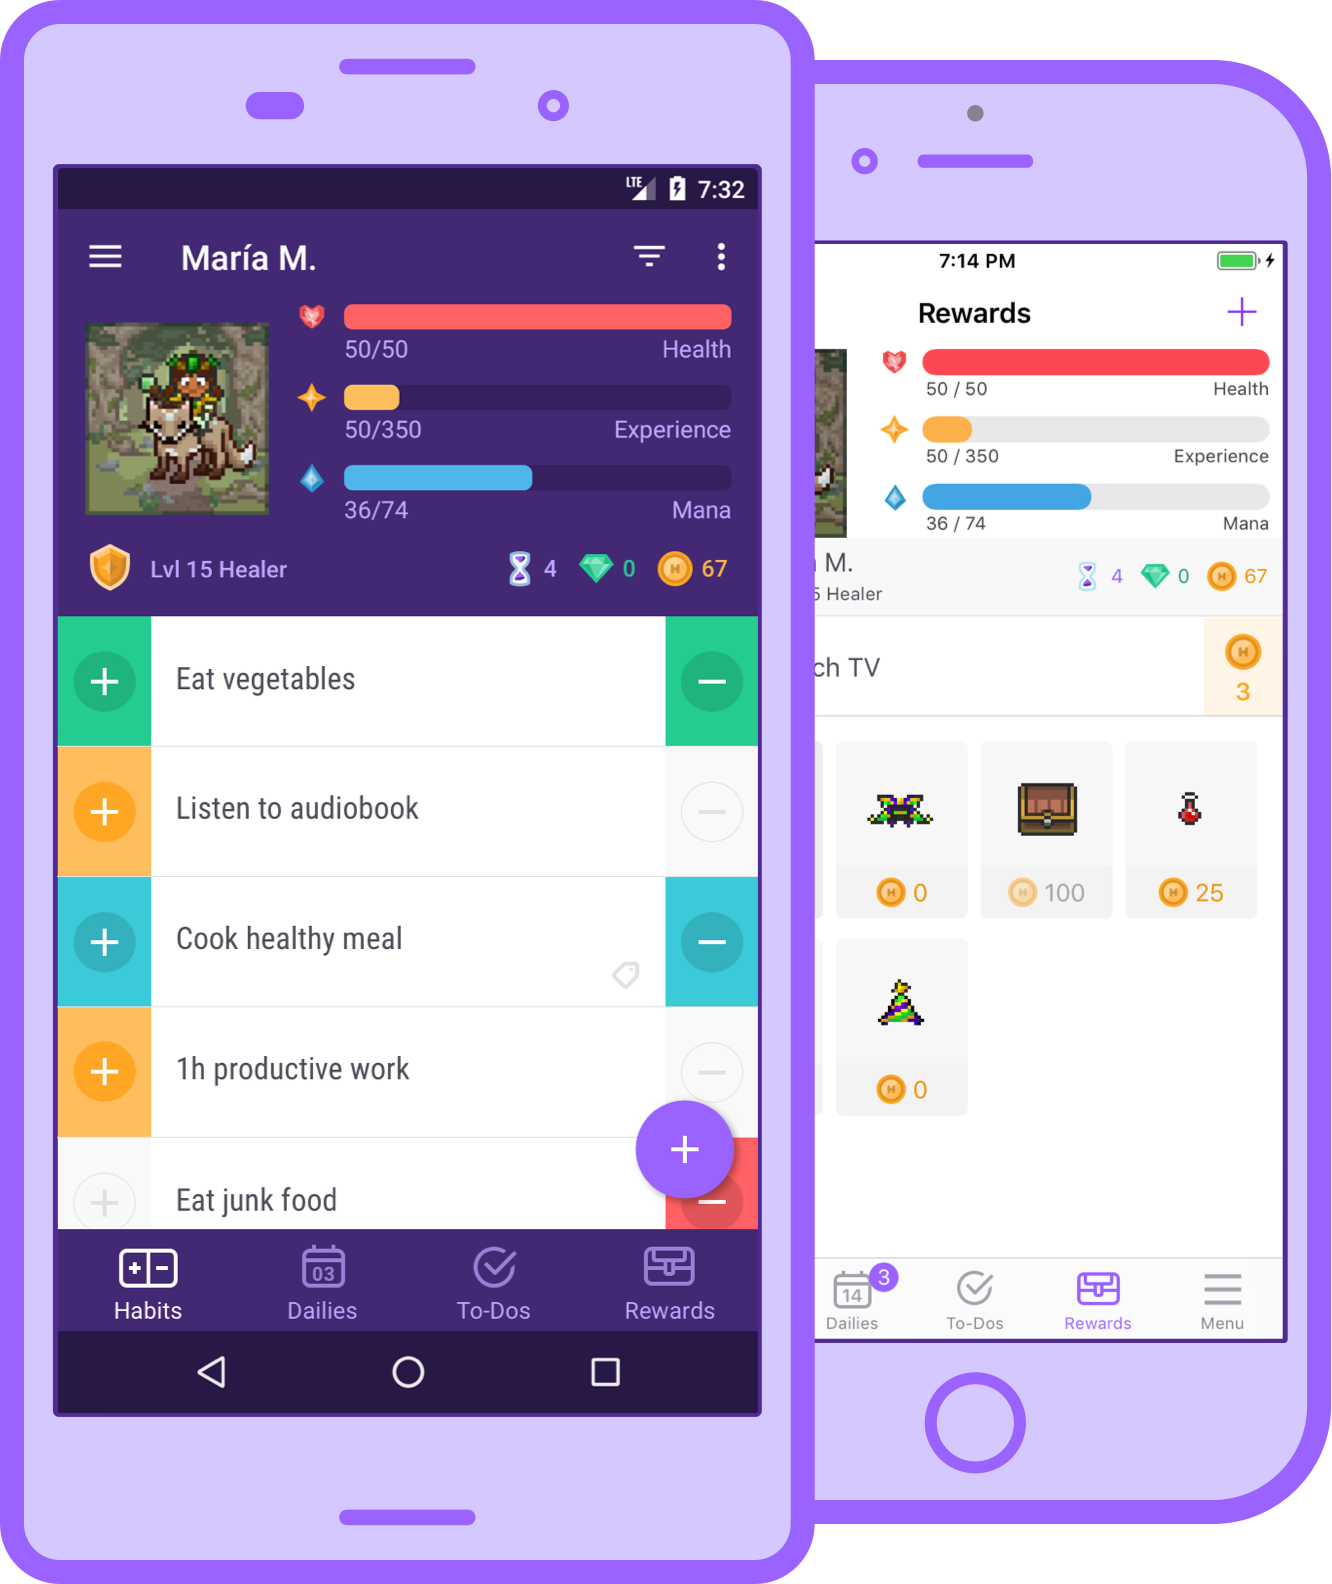 LTE 7:32
María M.
50/50 Health
50/350 Experience
36/74 Mana
Lvl 15 Healer 4 0 67
Eat vegetables
Listen to audiobook
Cook healthy meal
1h productive work
Eat junk food
03
Habits Dailies To-Dos Rewards
7:14 PM
Rewards
50 / 50 Health
50 / 350 Experience
36 / 74 Mana
M.
5 Healer
4 0 67
ch TV
H
3
H 0 H 100 H 25
H 0
14 3
Dailies To-Dos Rewards Menu